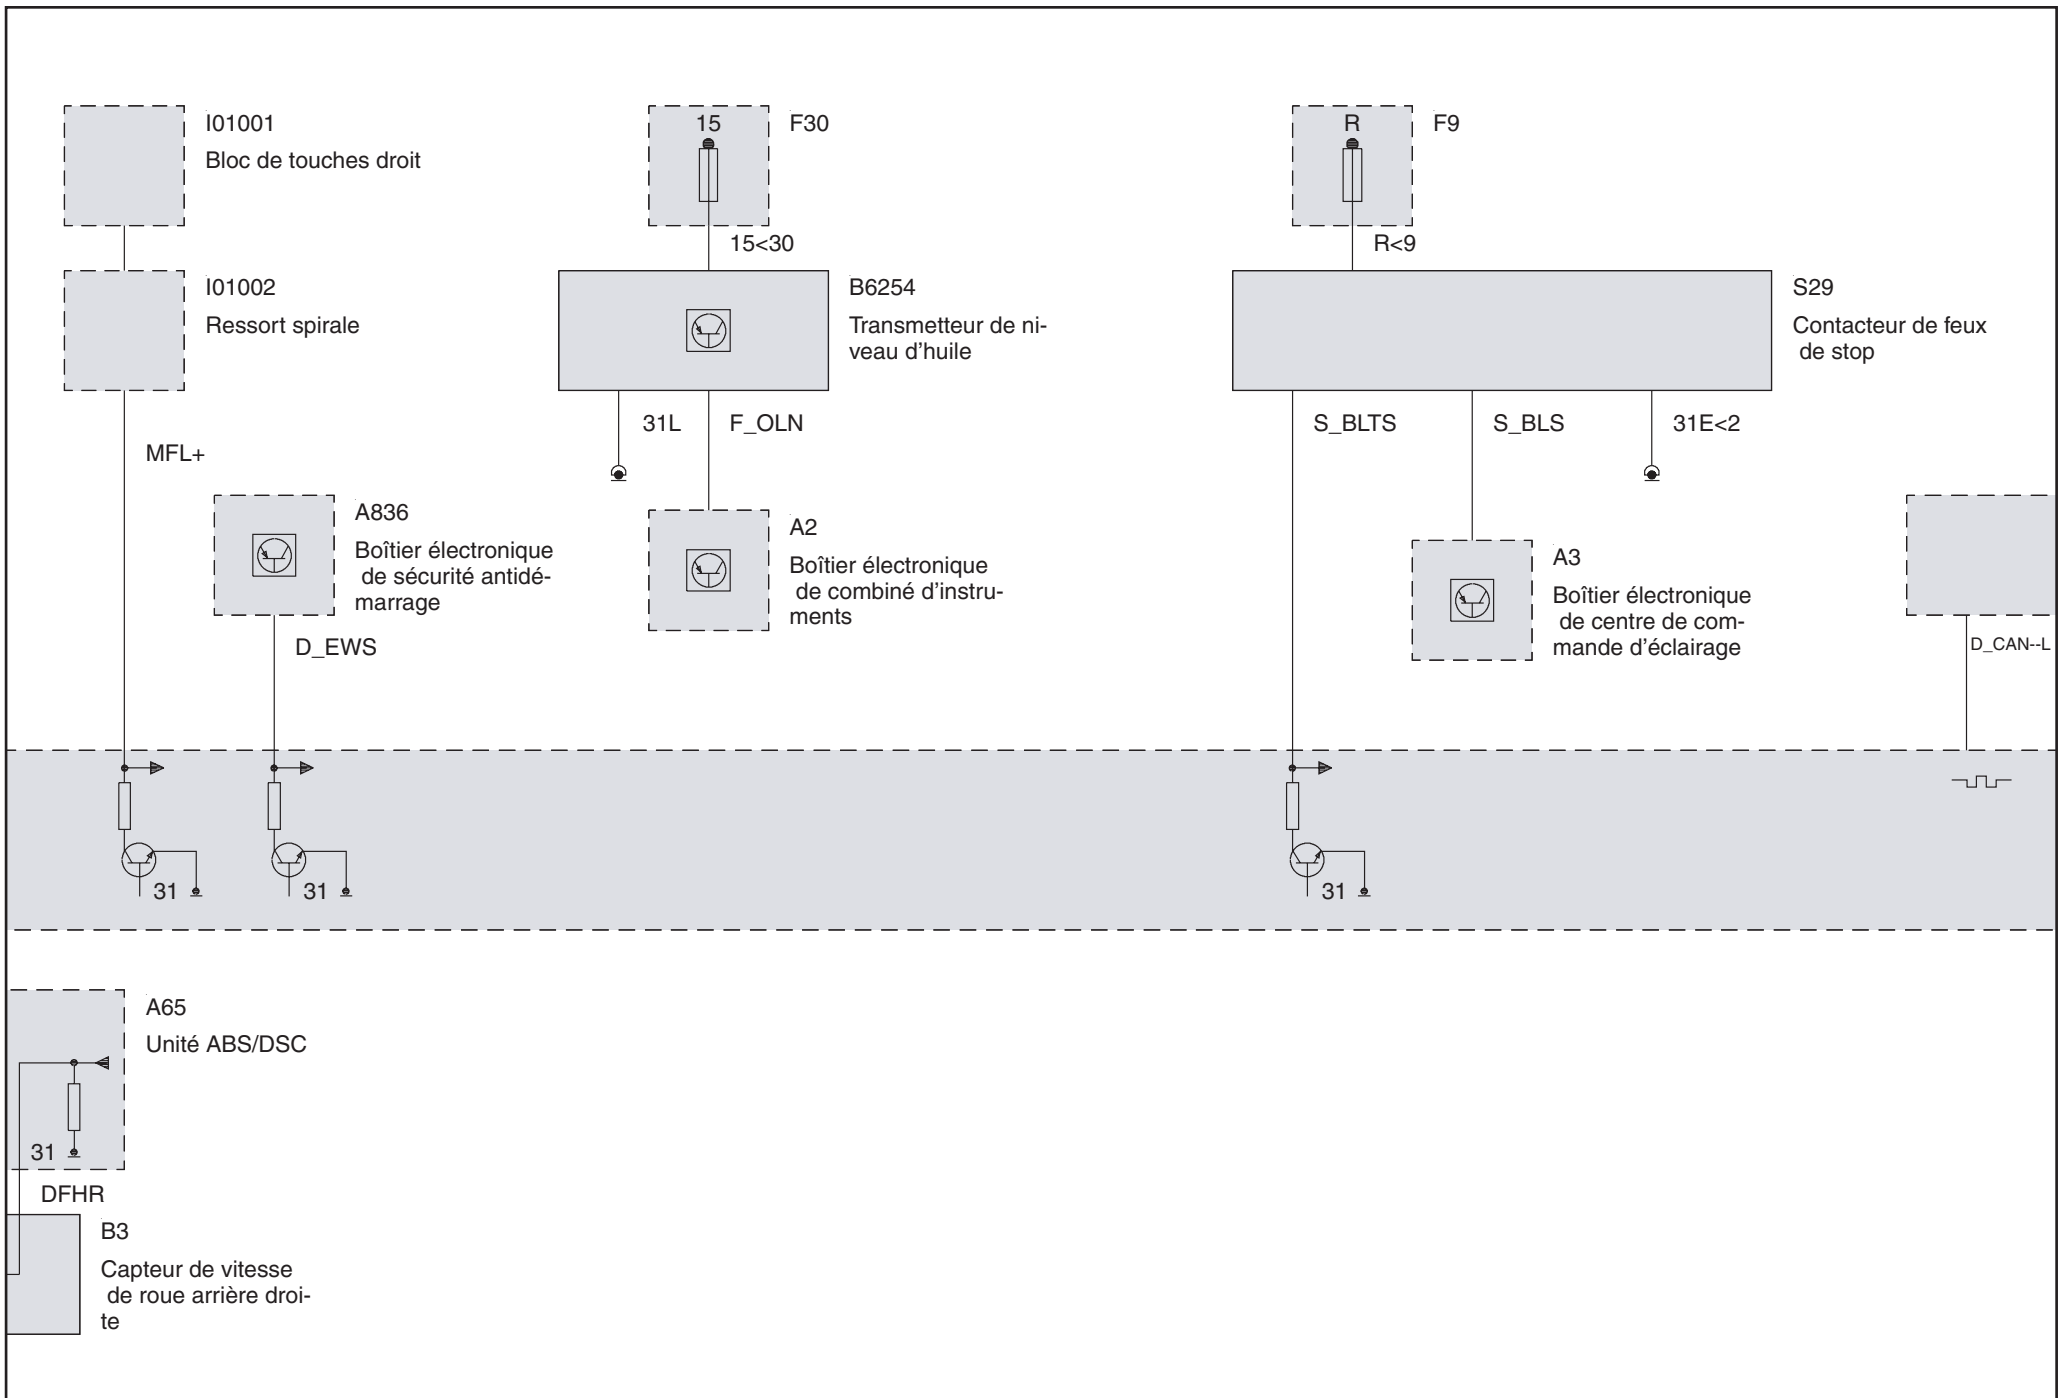 I01001
Bloc de touches droit
15
F30
R
F9
15<30
R<9
I01002
Ressort spirale
B6254
Transmetteur de ni-
veau d'huile
S29
Contacteur de feux
de stop
31L
F_OLN
S_BLTS
S_BLS
31E<2
MFL+
A836
Boîtier électronique
de sécurité antidé-
marrage
A2
Boîtier électronique
de combiné d'instru-
ments
A3
Boîtier électronique
de centre de com-
mande d'éclairage
D_EWS
D_CAN--L
31
31
31
A65
Unité ABS/DSC
31
DFHR
B3
Capteur de vitesse
de roue arrière droi-
te